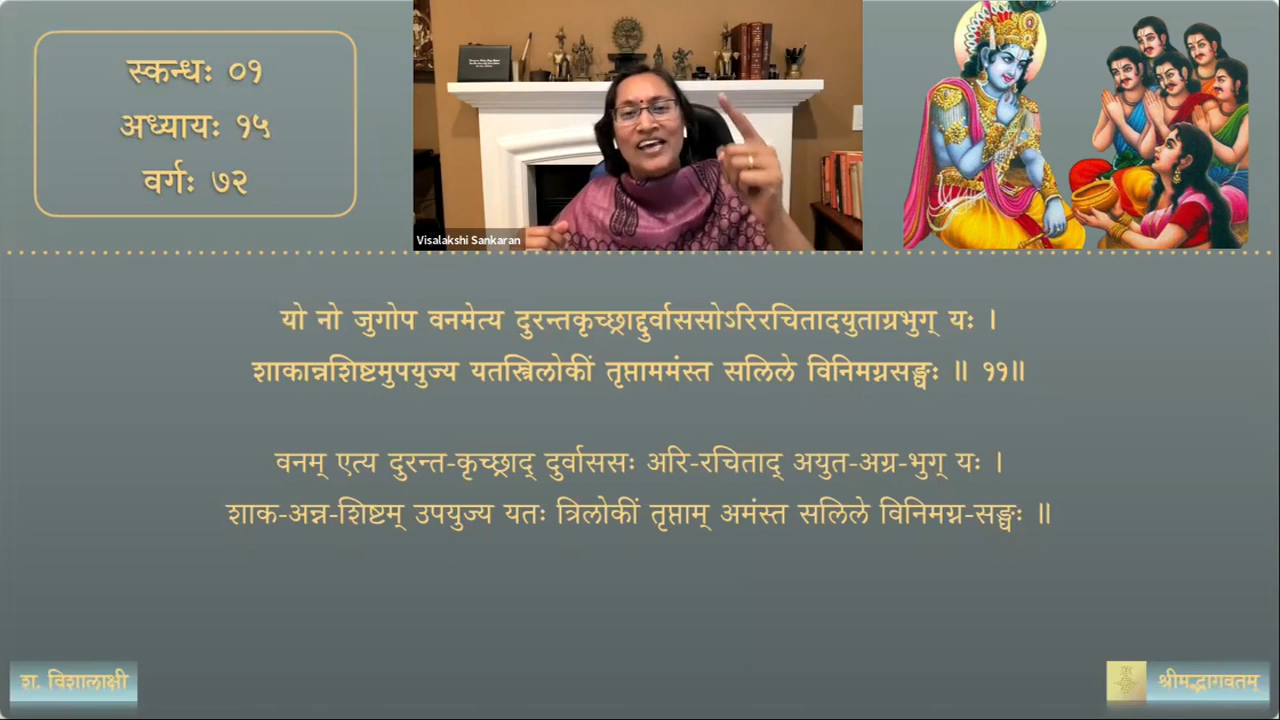 स्कन्धः ०१
अध्यायः १५
वर्गः ७२
Visalakshi Sankaran
यो नो जुगोप वनमेत्य दुरन्तकृच्छ्राद्दुर्वाससोऽरिरचितादयुताग्रभुग् यः ।
शाकान्नशिष्टमुपयुज्य यतस्त्रिलोकीं तृप्ताममंस्त सलिले विनिमग्नसङ्घः ॥ ११॥
वनम् एत्य दुरन्त-कृच्छ्राद् दुर्वाससः अरि-रचिताद् अयुत-अग्र-भुग् यः ।
शाक-अन्न-शिष्टम् उपयुज्य यतः त्रिलोकीं तृप्ताम् अमंस्त सलिले विनिमग्न-सङ्घः ॥
श. विशालाक्षी
श्रीमद्भागवतम्